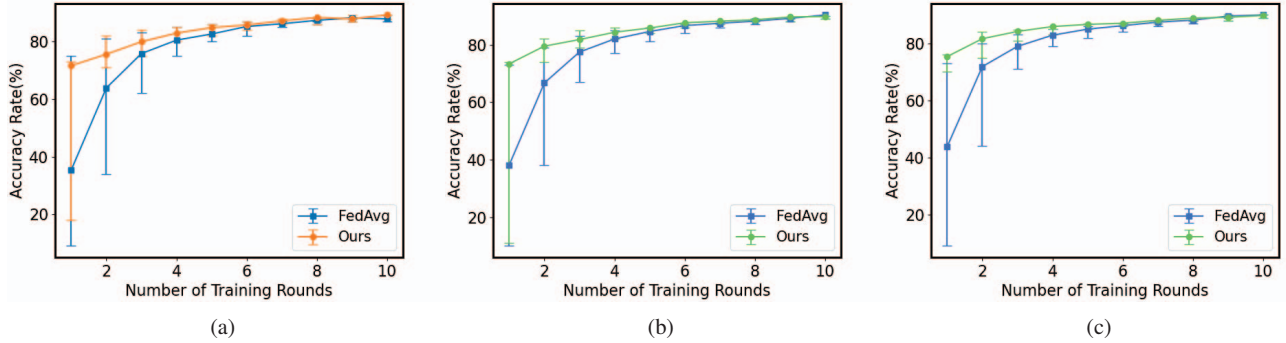 80
60
40
20
Accuracy Rate(%)
FedAvg
Ours
2 4 6 8 10
Number of Training Rounds
(a)
80
60
40
20
Accuracy Rate(%)
FedAvg
Ours
2 4 6 8 10
Number of Training Rounds
(b)
80
60
40
20
Accuracy Rate(%)
FedAvg
Ours
2 4 6 8 10
Number of Training Rounds
(c)